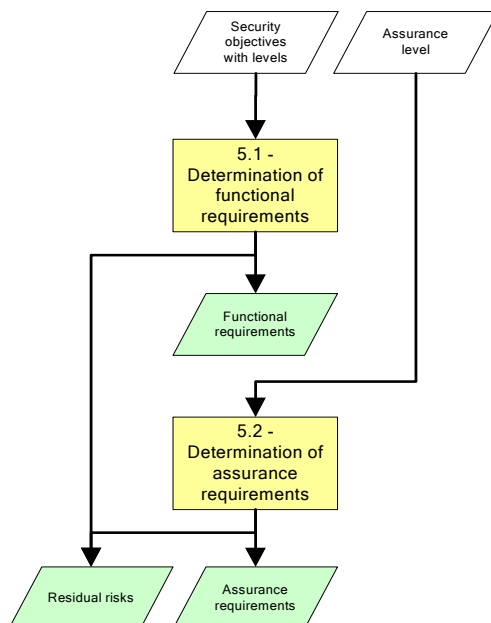 Security
objectives
with levels
Assurance
level
5.1 -
Determination of
functional
requirements
Functional
requirements
5.2 -
Determination of
assurance
requirements
Residual risks
Assurance
requirements